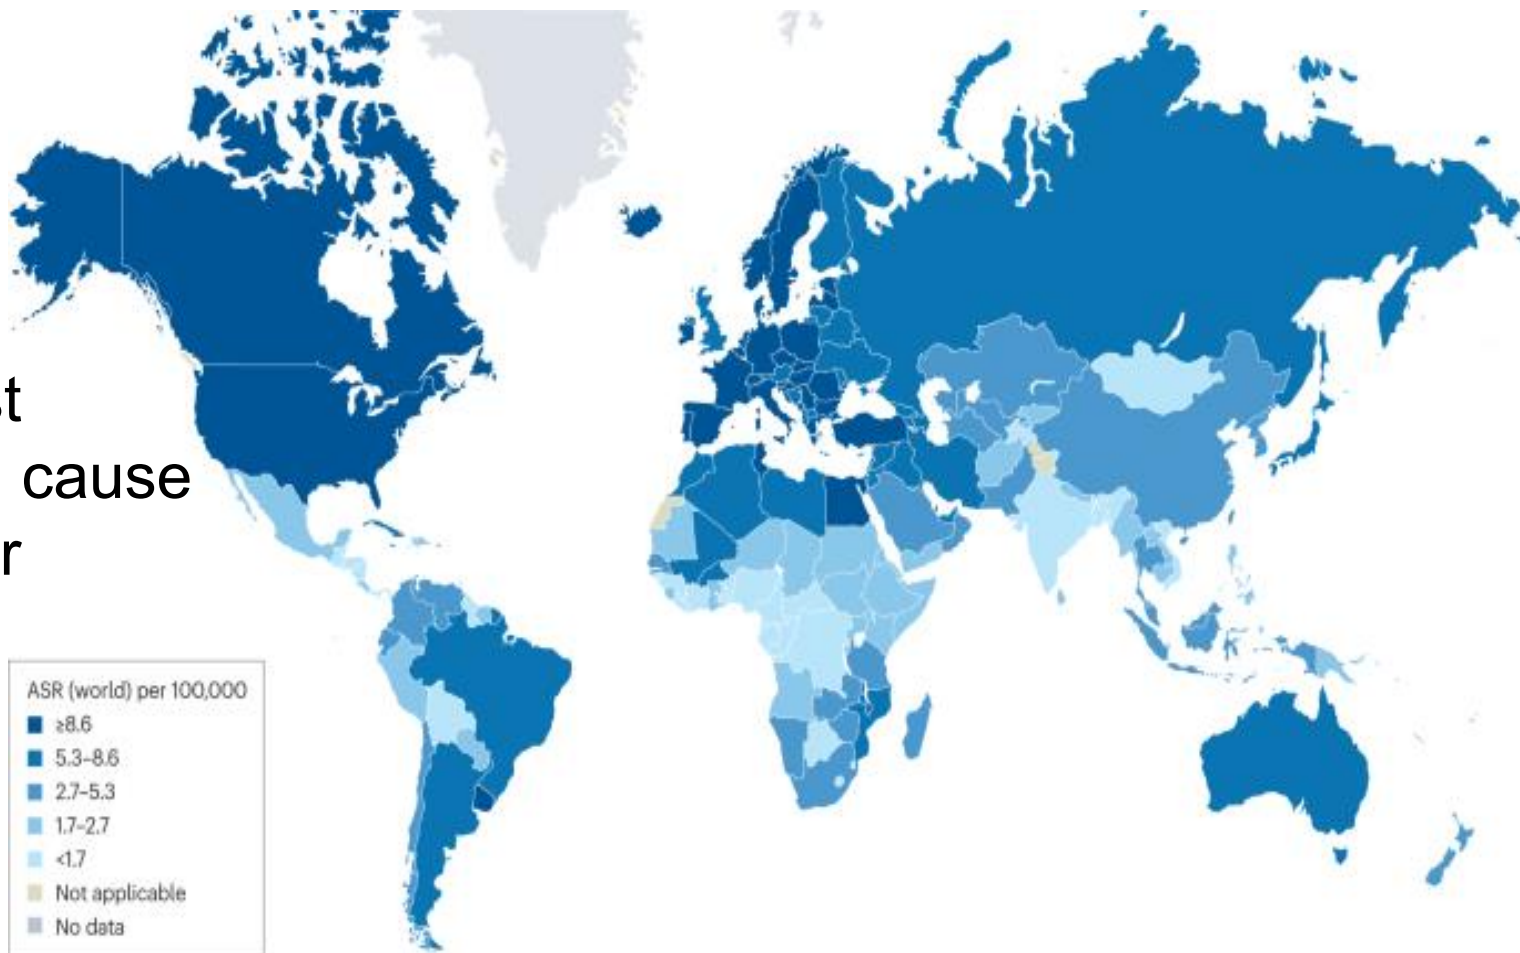 st
cause
r
ASR (world) per 100,000
≥8.6
5.3–8.6
2.7–5.3
1.7–2.7
<1.7
Not applicable
No data